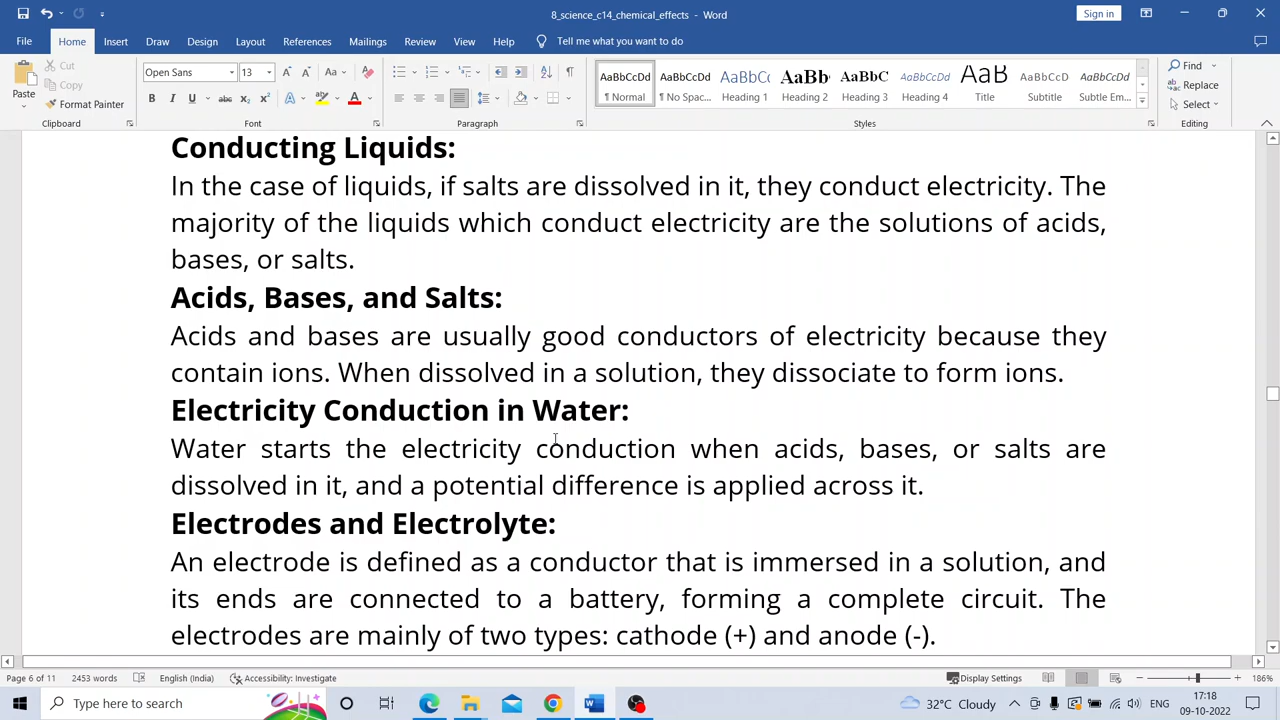 8_science_c14_chemical_effects - Word
Sign in
File Home Insert Draw Design Layout References Mailings Review View Help Tell me what you want to do
Paste
Cut
Copy
Format Painter
Clipboard
Open Sans 13
Font
Paragraph
AaBbCcDd AaBbCcDd AaBbCc AaBb AaBbC AaBbCcDd AaB AaBbCcDd AaBbCcDd
¶ Normal ¶ No Spac... Heading 1 Heading 2 Heading 3 Heading 4 Title Subtitle Subtle Em...
Styles
Find
Replace
Select
Editing
Conducting Liquids:
In the case of liquids, if salts are dissolved in it, they conduct electricity. The
majority of the liquids which conduct electricity are the solutions of acids,
bases, or salts.
Acids, Bases, and Salts:
Acids and bases are usually good conductors of electricity because they
contain ions. When dissolved in a solution, they dissociate to form ions.
Electricity Conduction in Water:
Water starts the electricity conduction when acids, bases, or salts are
dissolved in it, and a potential difference is applied across it.
Electrodes and Electrolyte:
An electrode is defined as a conductor that is immersed in a solution, and
its ends are connected to a battery, forming a complete circuit. The
electrodes are mainly of two types: cathode (+) and anode (-).
Page 6 of 11 2453 words English (India) Accessibility: Investigate Display Settings 186%
Type here to search
32°C Cloudy
ENG
17:18
09-10-2022